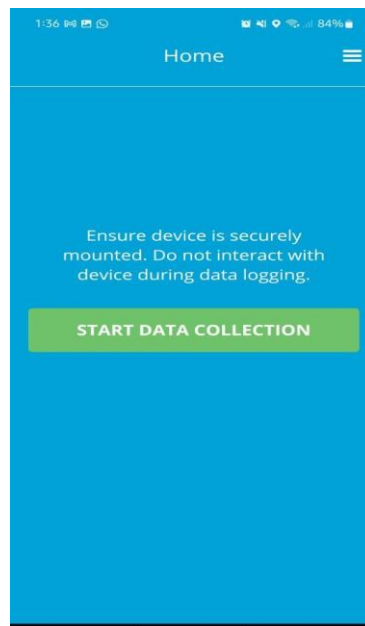 1:36 84%
Home
Ensure device is securely
mounted. Do not interact with
device during data logging.
START DATA COLLECTION